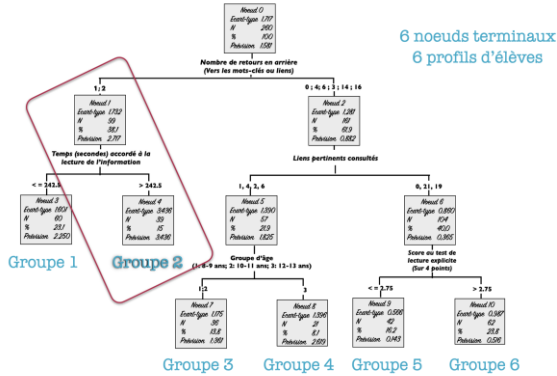 Noeud 0
Ecart-type 1.717
N 260
% 100
Prévision 1.581
6 noeuds terminaux
6 profils d'élèves
Nombre de retours en arrière
(Vers les mots-clés ou liens)
1; 2
0 ; 4; 6 ; 3 ; 14 ; 16
Noeud 1
Ecart-type 1.732
N 99
% 38.1
Prévision 2.717
Noeud 2
Ecart-type 1.281
N 161
% 61.9
Prévision 0.882
Temps (secondes) accordé à la
lecture de l'information
Liens pertinents consultés
<= 242.5
> 242.5
1, 4, 2, 6
0, 21, 19
Noeud 3
Ecart-type 1.601
N 60
% 23.1
Prévision 2.250
Noeud 4
Ecart-type 3.436
N 39
% 15
Prévision 3.436
Noeud 5
Ecart-type 1.390
N 57
% 21.9
Prévision 1.825
Noeud 6
Ecart-type 0.880
N 104
% 40.0
Prévision 0.365
Groupe 1
Groupe 2
Groupe d'âge
(1: 8-9 ans; 2: 10-11 ans; 3: 12-13 ans)
Score au test de
lecture explicite
(Sur 4 points)
1;2
3
<= 2.75
> 2.75
Noeud 7
Ecart-type 1.175
N 36
% 13.8
Prévision 1.361
Noeud 8
Ecart-type 1.396
N 21
% 8.1
Prévision 2.619
Noeud 9
Ecart-type 0.566
N 42
% 16.2
Prévision 0.143
Noeud 10
Ecart-type 0.987
N 62
% 23.8
Prévision 0.516
Groupe 3
Groupe 4
Groupe 5
Groupe 6